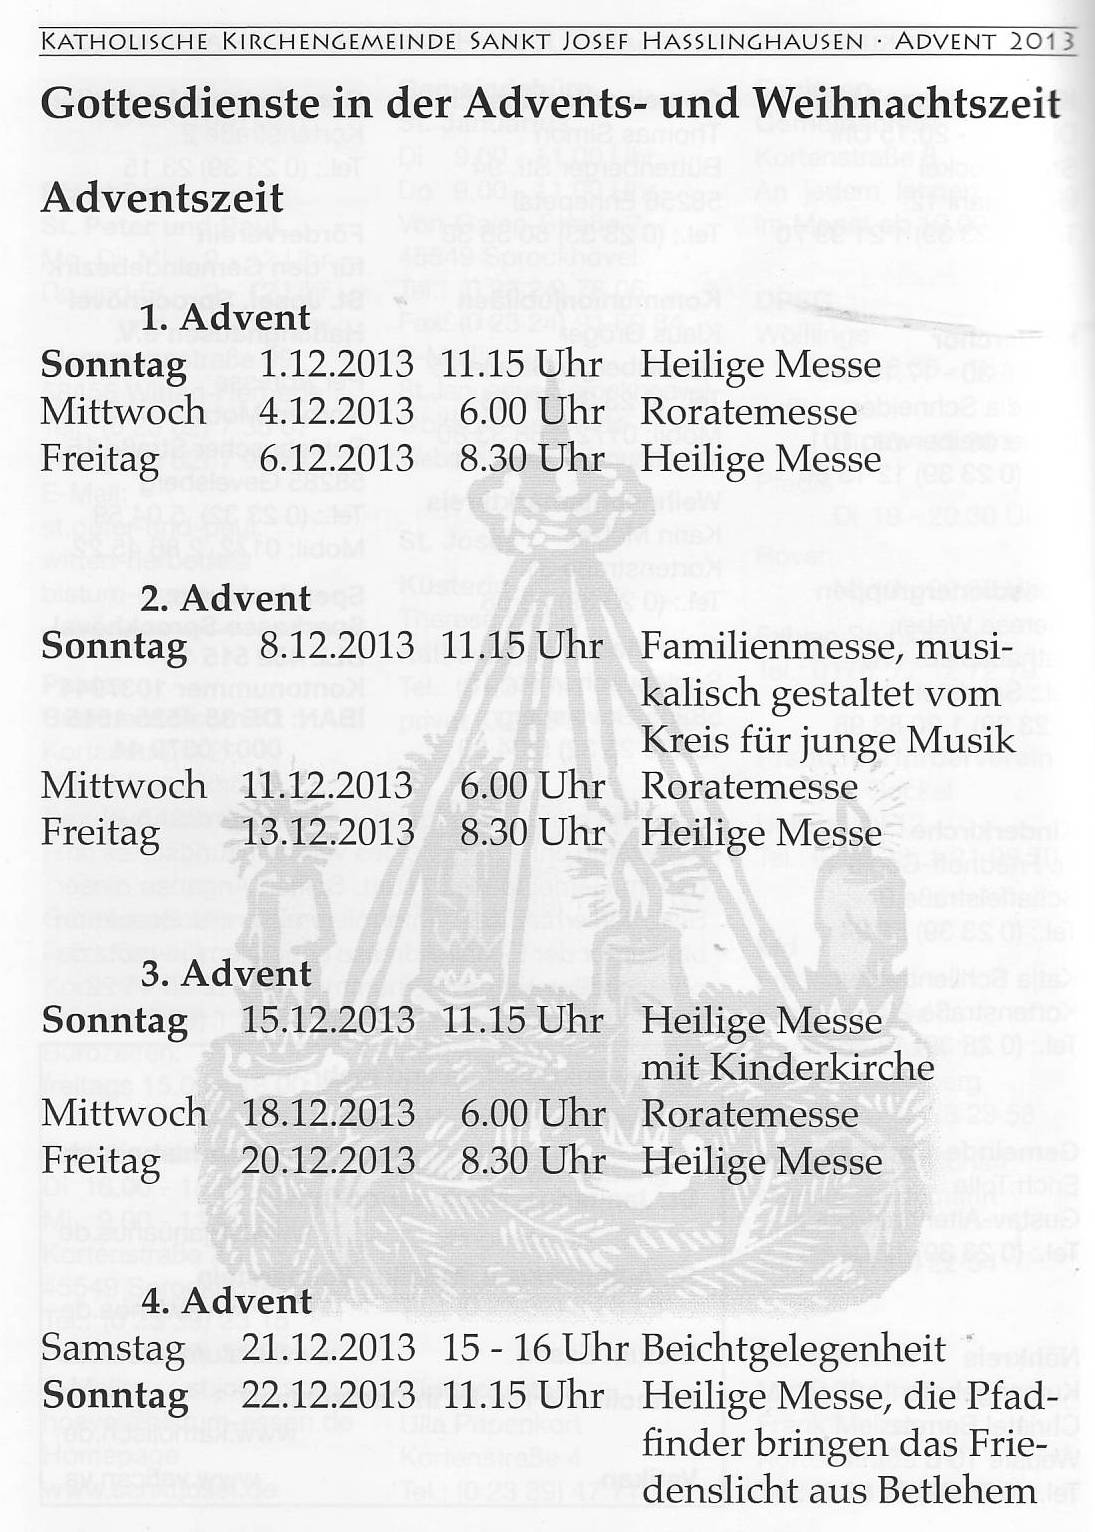 KATHOLISCHE KIRCHENGEMEINDE SANKT JOSEF HASSLINGHAUSEN · ADVENT 2013
Gottesdienste in der Advents- und Weihnachtszeit
Adventszeit
1. Advent
Sonntag 1.12.2013 11.15 Uhr Heilige Messe
Mittwoch 4.12.2013 6.00 Uhr Roratemesse
Freitag 6.12.2013 8.30 Uhr Heilige Messe
2. Advent
Sonntag 8.12.2013 11.15 Uhr Familienmesse, musi-
kalisch gestaltet vom
Kreis für junge Musik
Mittwoch 11.12.2013 6.00 Uhr Roratemesse
Freitag 13.12.2013 8.30 Uhr Heilige Messe
3. Advent
Sonntag 15.12.2013 11.15 Uhr Heilige Messe
mit Kinderkirche
Mittwoch 18.12.2013 6.00 Uhr Roratemesse
Freitag 20.12.2013 8.30 Uhr Heilige Messe
4. Advent
Samstag 21.12.2013 15 - 16 Uhr Beichtgelegenheit
Sonntag 22.12.2013 11.15 Uhr Heilige Messe, die Pfad-
finder bringen das Frie-
denslicht aus Betlehem